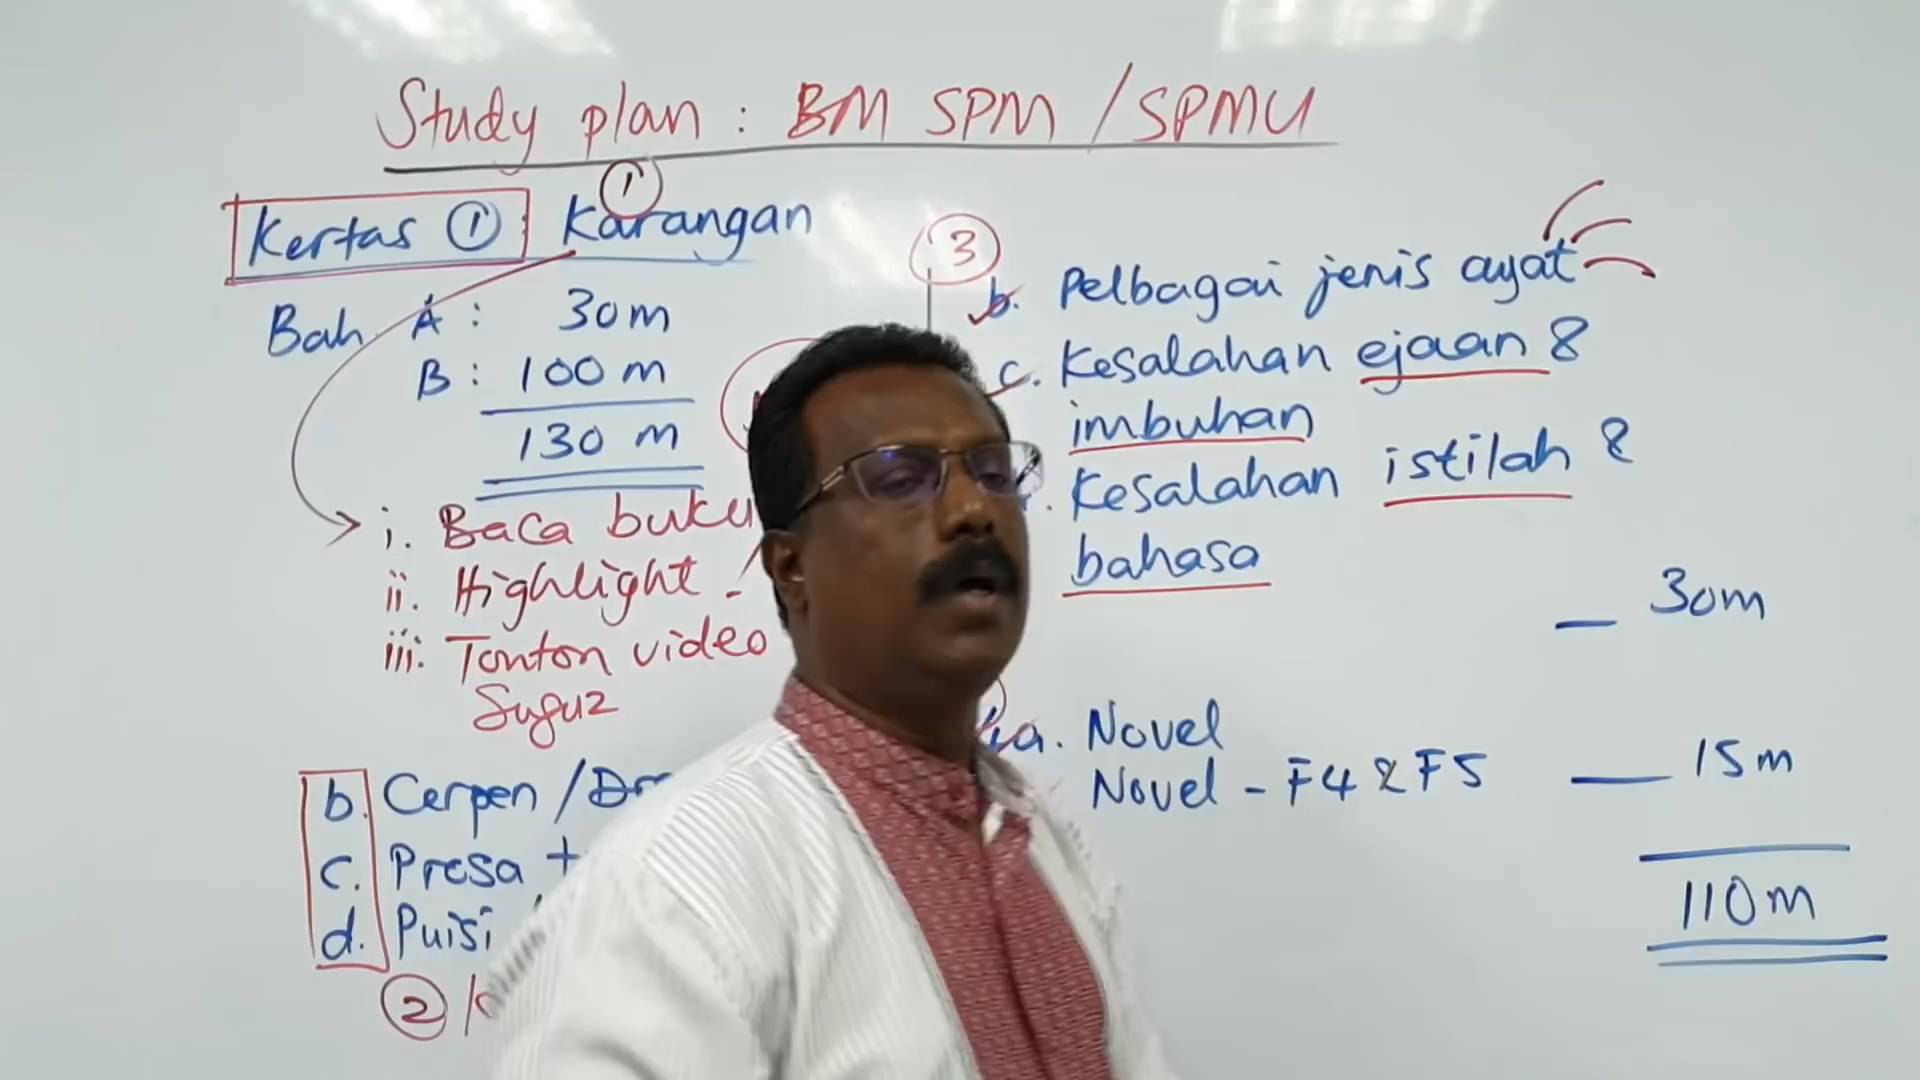 Study plan : BM SPM / SPMU
Kertas ① : Karangan
①
Bah A : 30m
B : 100 m
130 m
i. Baca buku
ii. Highlight -
iii. Tonton video
Suguz
b. Cerpen /
c. Prosa +
d. Puisi
②
③
b. Pelbagai jenis ayat
c. Kesalahan ejaan &
imbuhan
Kesalahan istilah &
bahasa
— 30m
a. Novel
Novel - F4 & F5 — 15m
110m